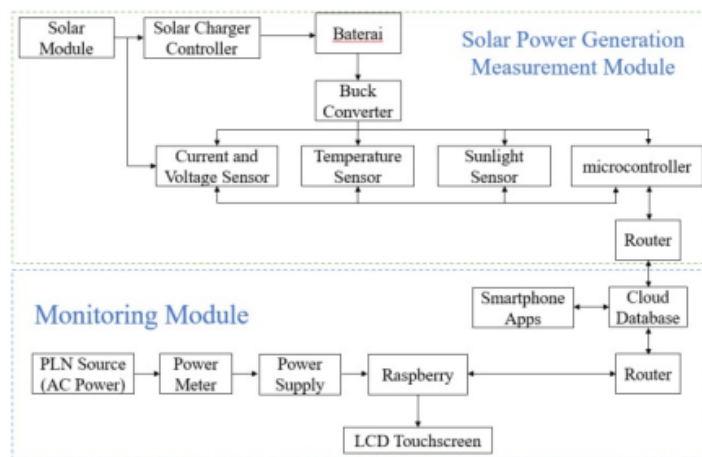 Solar
Module
Solar Charger
Controller
Baterai
Solar Power Generation
Measurement Module
Buck
Converter
Current and
Voltage Sensor
Temperature
Sensor
Sunlight
Sensor
microcontroller
Router
Monitoring Module
Smartphone
Apps
Cloud
Database
PLN Source
(AC Power)
Power
Meter
Power
Supply
Raspberry
Router
LCD Touchscreen